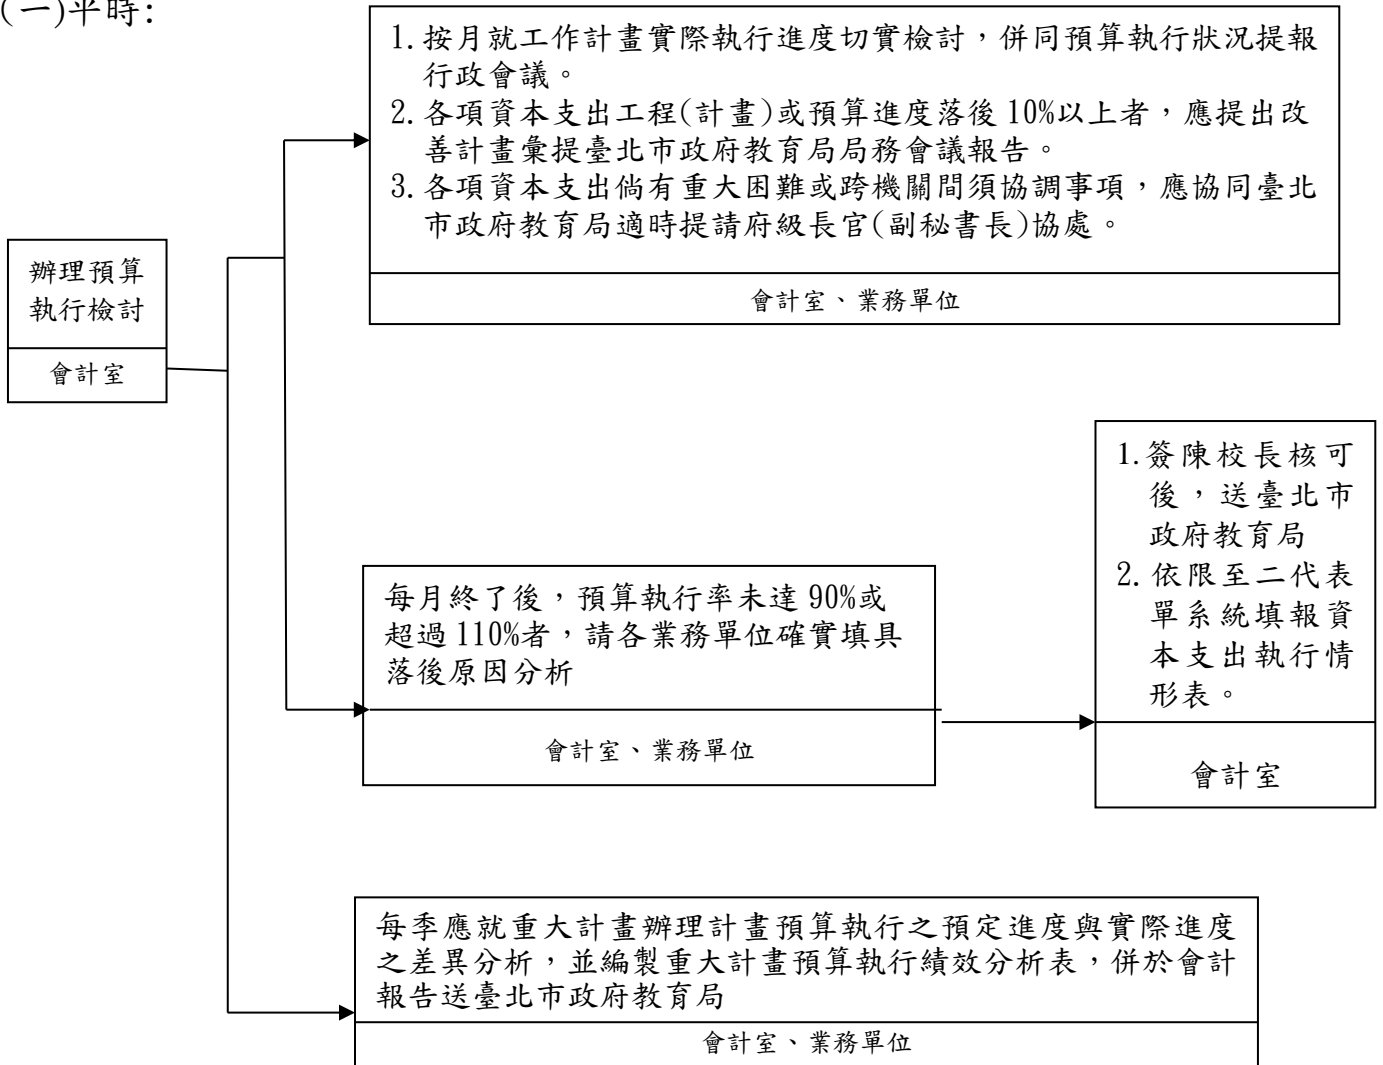 (一)平時:
1.按月就工作計畫實際執行進度切實檢討，併同預算執行狀況提報
行政會議。
2.各項資本支出工程(計畫)或預算進度落後 10%以上者，應提出改
善計畫彙提臺北市政府教育局局務會議報告。
3.各項資本支出倘有重大困難或跨機關間須協調事項，應協同臺北
市政府教育局適時提請府級長官(副秘書長)協處。
會計室、業務單位
辦理預算
執行檢討
會計室
每月終了後，預算執行率未達 90%或
超過 110%者，請各業務單位確實填具
落後原因分析
會計室、業務單位
1.簽陳校長核可
後，送臺北市
政府教育局
2.依限至二代表
單系統填報資
本支出執行情
形表。
會計室
每季應就重大計畫辦理計畫預算執行之預定進度與實際進度
之差異分析，並編製重大計畫預算執行績效分析表，併於會計
報告送臺北市政府教育局
會計室、業務單位